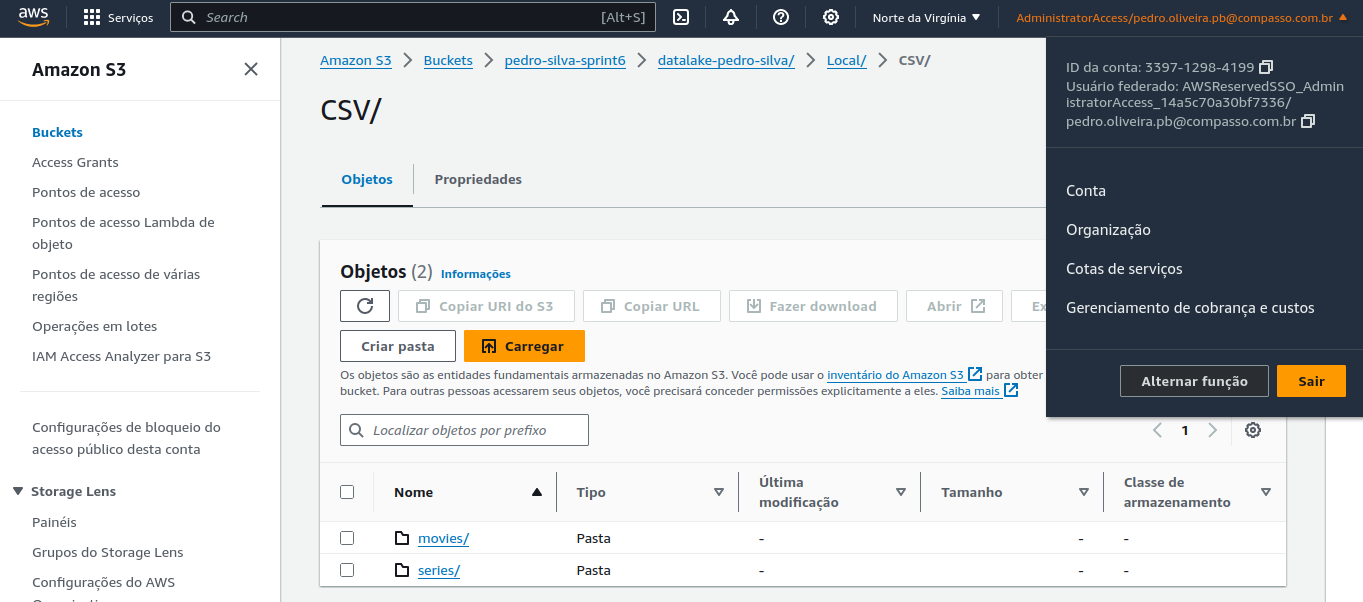 aws
Serviços
Search [Alt+S]
Norte da Virgínia
AdministratorAccess/pedro.oliveira.pb@compasso.com.br
Amazon S3
Buckets
Access Grants
Pontos de acesso
Pontos de acesso Lambda de
objeto
Pontos de acesso de várias
regiões
Operações em lotes
IAM Access Analyzer para S3
Configurações de bloqueio do
acesso público desta conta
Storage Lens
Painéis
Grupos do Storage Lens
Configurações do AWS
Amazon S3 Buckets pedro-silva-sprint6 datalake-pedro-silva/ Local/ CSV/
CSV/
Objetos Propriedades
Objetos (2) Informações
Copiar URI do S3 Copiar URL Fazer download Abrir
Criar pasta Carregar
Os objetos são as entidades fundamentais armazenadas no Amazon S3. Você pode usar o inventário do Amazon S3 para obter
bucket. Para outras pessoas acessarem seus objetos, você precisará conceder permissões explicitamente a eles. Saiba mais
Localizar objetos por prefixo
1
Nome Tipo Última modificação Tamanho Classe de armazenamento
movies/ Pasta - - -
series/ Pasta - - -
ID da conta: 3397-1298-4199
Usuário federado: AWSReservedSSO_Admin
istratorAccess_14a5c70a30bf7336/
pedro.oliveira.pb@compasso.com.br
Conta
Organização
Cotas de serviços
Gerenciamento de cobrança e custos
Alternar função Sair